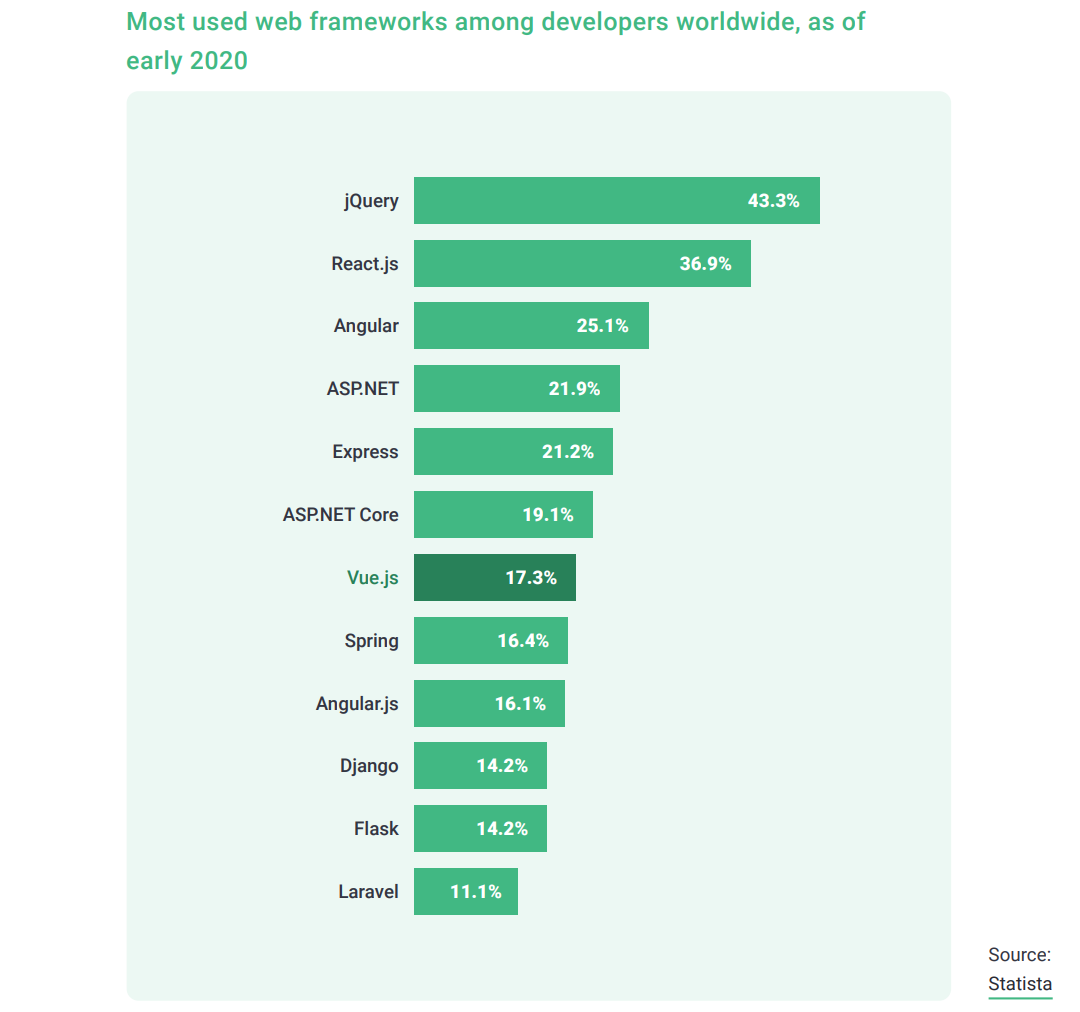 Most used web frameworks among developers worldwide, as of
early 2020
jQuery 43.3%
React.js 36.9%
Angular 25.1%
ASP.NET 21.9%
Express 21.2%
ASP.NET Core 19.1%
Vue.js 17.3%
Spring 16.4%
Angular.js 16.1%
Django 14.2%
Flask 14.2%
Laravel 11.1%
Source:
Statista